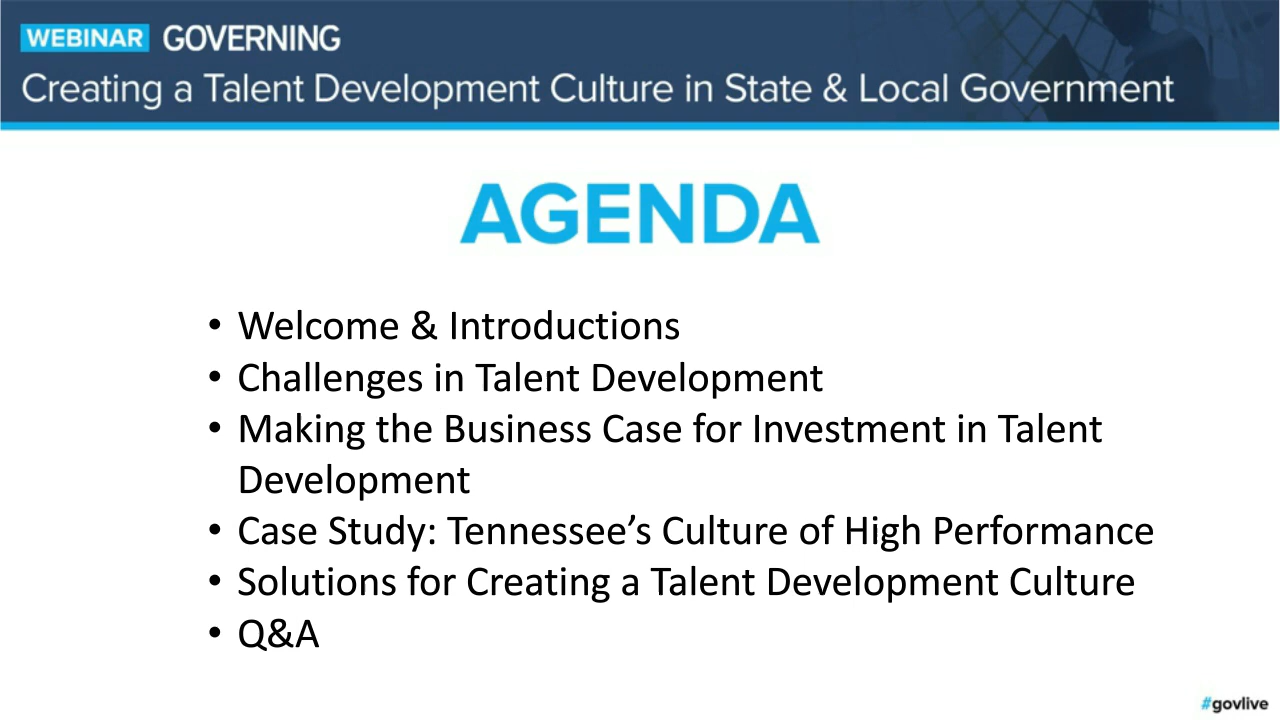 WEBINAR GOVERNING
Creating a Talent Development Culture in State & Local Government
AGENDA
• Welcome & Introductions
• Challenges in Talent Development
• Making the Business Case for Investment in Talent
Development
• Case Study: Tennessee’s Culture of High Performance
• Solutions for Creating a Talent Development Culture
• Q&A
#govlive